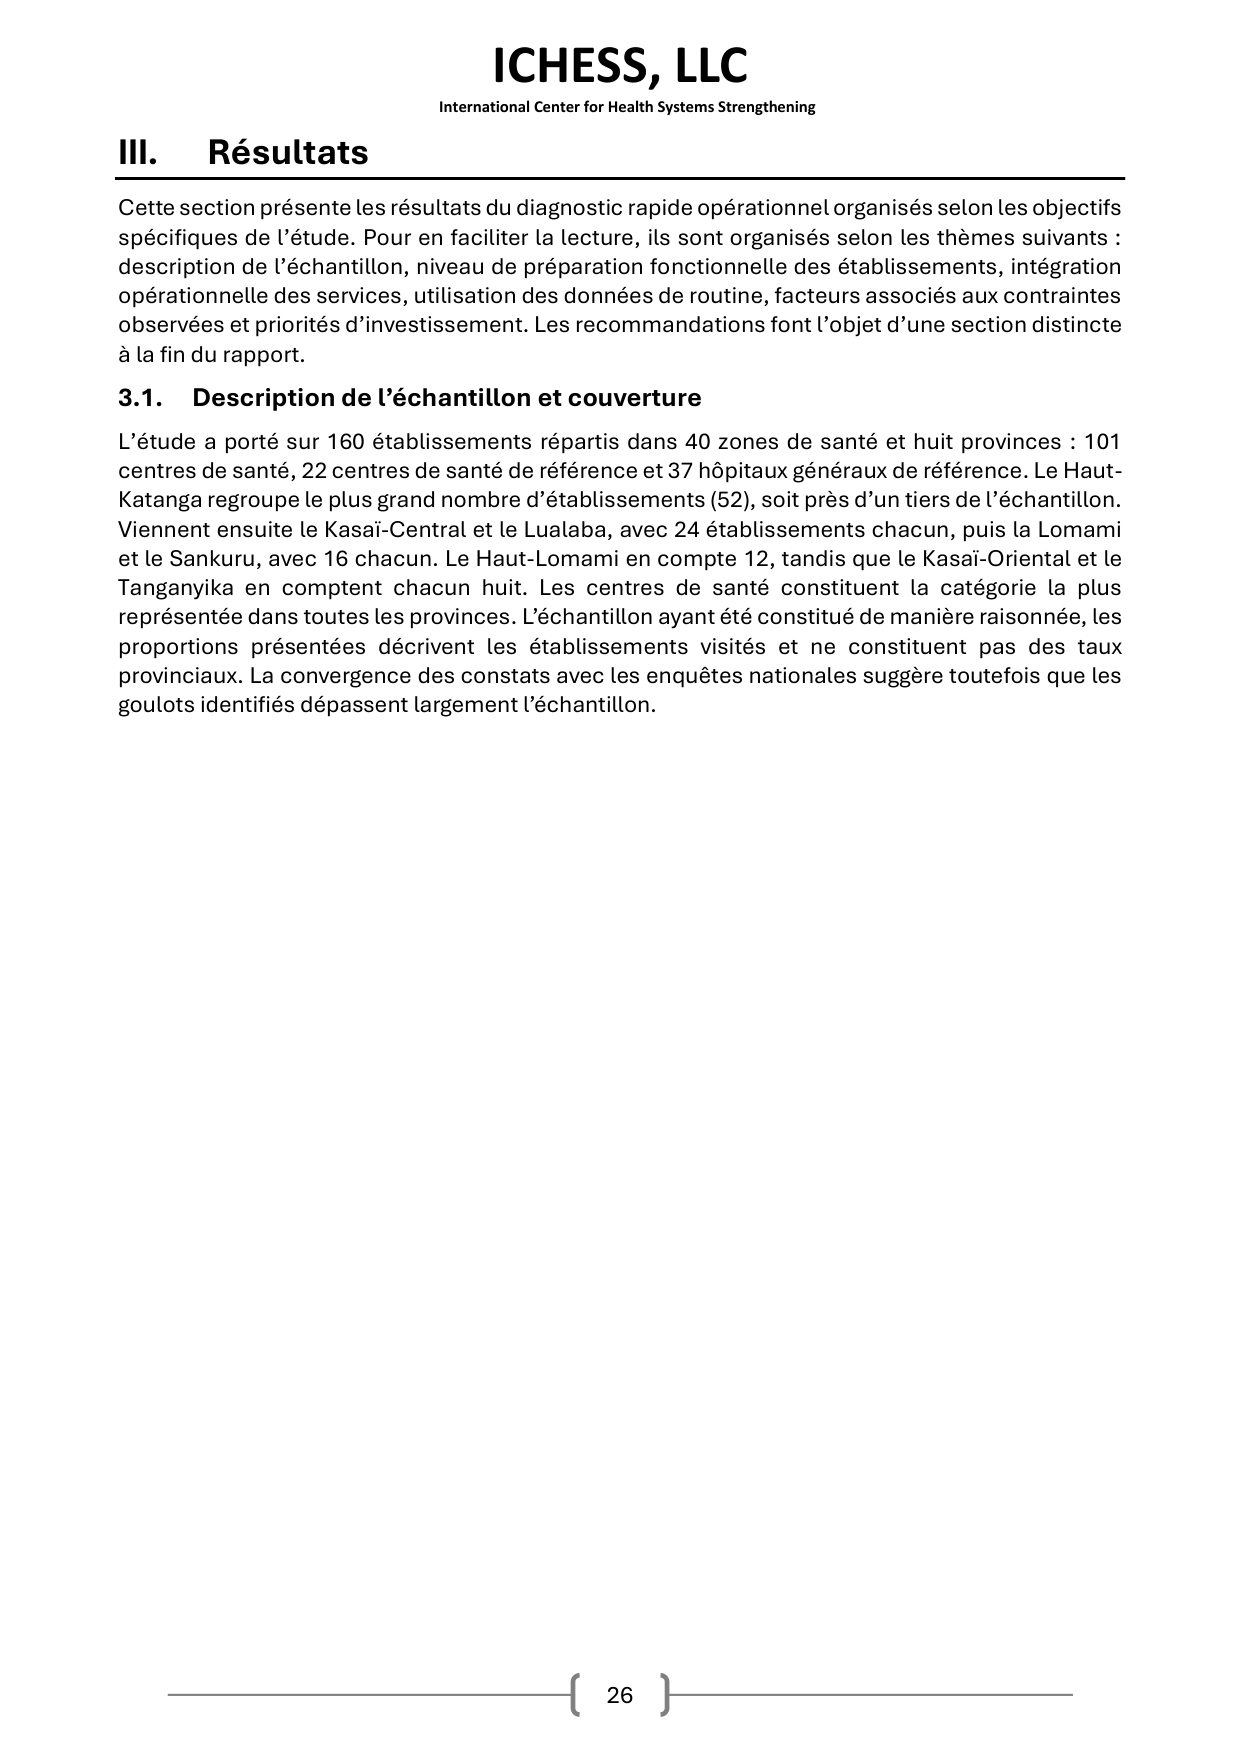 ICHESS, LLC
International Center for Health Systems Strengthening
III. Résultats
Cette section présente les résultats du diagnostic rapide opérationnel organisés selon les objectifs
spécifiques de l’étude. Pour en faciliter la lecture, ils sont organisés selon les thèmes suivants :
description de l’échantillon, niveau de préparation fonctionnelle des établissements, intégration
opérationnelle des services, utilisation des données de routine, facteurs associés aux contraintes
observées et priorités d’investissement. Les recommandations font l’objet d’une section distincte
à la fin du rapport.
3.1. Description de l’échantillon et couverture
L’étude a porté sur 160 établissements répartis dans 40 zones de santé et huit provinces : 101
centres de santé, 22 centres de santé de référence et 37 hôpitaux généraux de référence. Le Haut-
Katanga regroupe le plus grand nombre d’établissements (52), soit près d’un tiers de l’échantillon.
Viennent ensuite le Kasaï-Central et le Lualaba, avec 24 établissements chacun, puis la Lomami
et le Sankuru, avec 16 chacun. Le Haut-Lomami en compte 12, tandis que le Kasaï-Oriental et le
Tanganyika en comptent chacun huit. Les centres de santé constituent la catégorie la plus
représentée dans toutes les provinces. L’échantillon ayant été constitué de manière raisonnée, les
proportions présentées décrivent les établissements visités et ne constituent pas des taux
provinciaux. La convergence des constats avec les enquêtes nationales suggère toutefois que les
goulots identifiés dépassent largement l’échantillon.
26